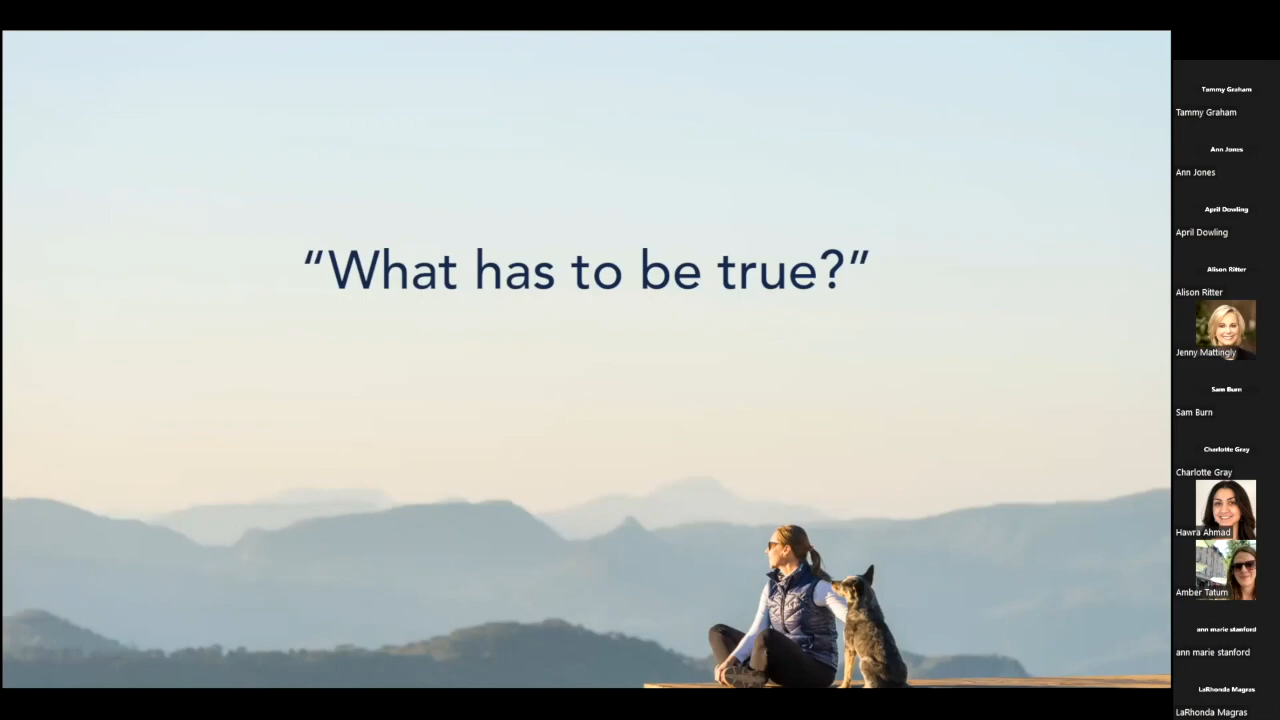 “What has to be true?”
Tammy Graham
Tammy Graham
Ann Jones
Ann Jones
April Dowling
April Dowling
Alison Ritter
Alison Ritter
Jenny Mattingly
Sam Burn
Sam Burn
Charlotte Gray
Charlotte Gray
Hawra Ahmad
Amber Tatum
ann marie stanford
ann marie stanford
LaRhonda Magras
LaRhonda Magras